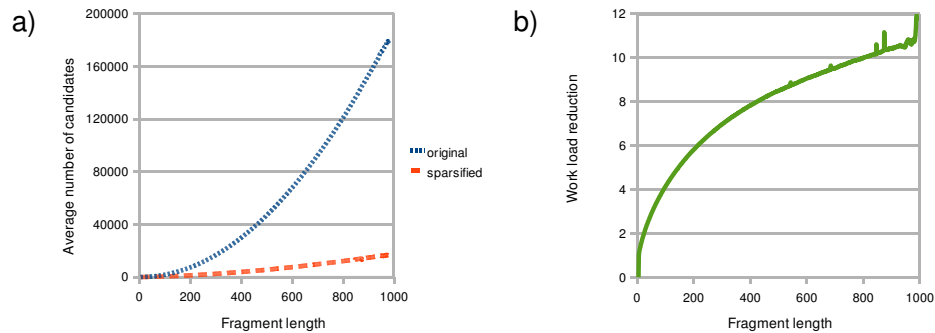 a)
Average number of candidates
200000
160000
120000
80000
40000
0
0 200 400 600 800 1000
Fragment length
original
sparsified
b)
Work load reduction
12
10
8
6
4
2
0
0 200 400 600 800 1000
Fragment length